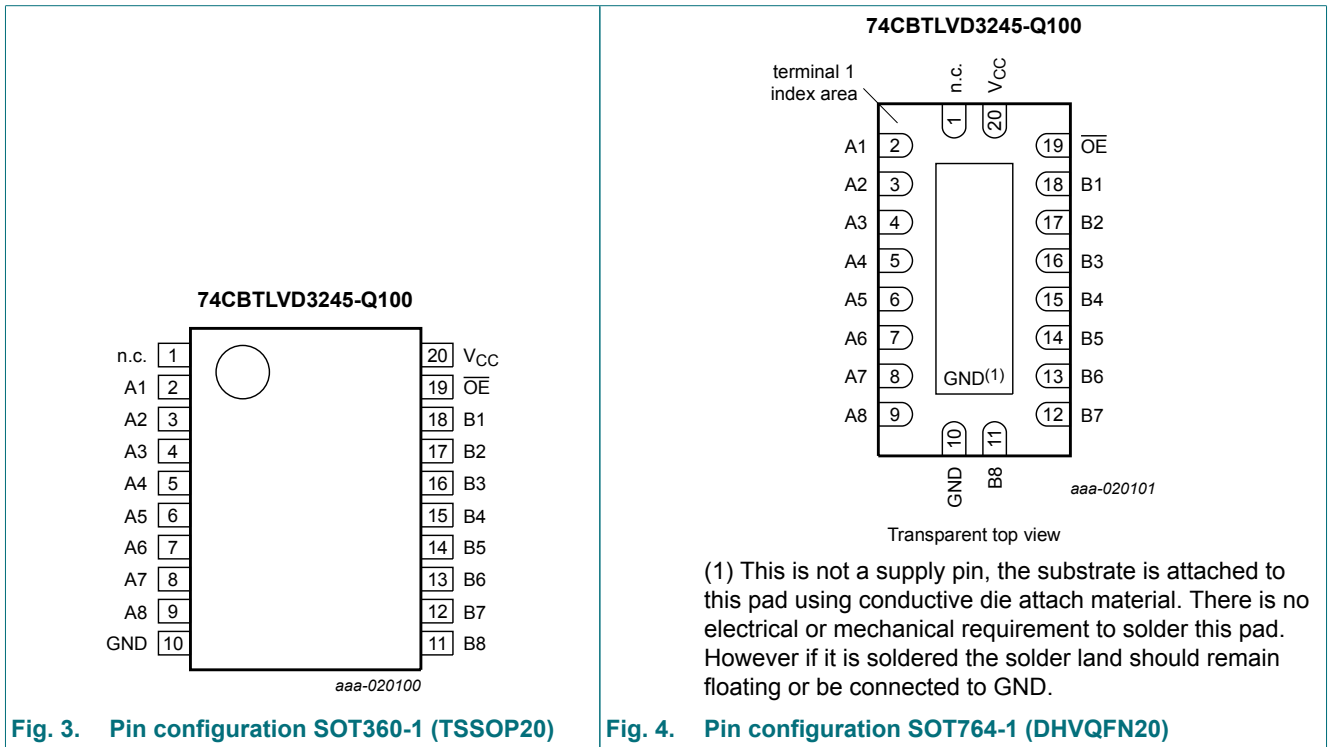 74CBTLVD3245-Q100
n.c. 1 20 VCC
A1 2 19 OE
A2 3 18 B1
A3 4 17 B2
A4 5 16 B3
A5 6 15 B4
A6 7 14 B5
A7 8 13 B6
A8 9 12 B7
GND 10 11 B8
aaa-020100
Fig. 3. Pin configuration SOT360-1 (TSSOP20)
74CBTLVD3245-Q100
terminal 1
index area
n.c. VCC
1 20
A1 2 19 OE
A2 3 18 B1
A3 4 17 B2
A4 5 16 B3
A5 6 15 B4
A6 7 14 B5
A7 8 GND(1) 13 B6
A8 9 12 B7
10 11
GND B8
aaa-020101
Transparent top view
(1) This is not a supply pin, the substrate is attached to
this pad using conductive die attach material. There is no
electrical or mechanical requirement to solder this pad.
However if it is soldered the solder land should remain
floating or be connected to GND.
Fig. 4. Pin configuration SOT764-1 (DHVQFN20)